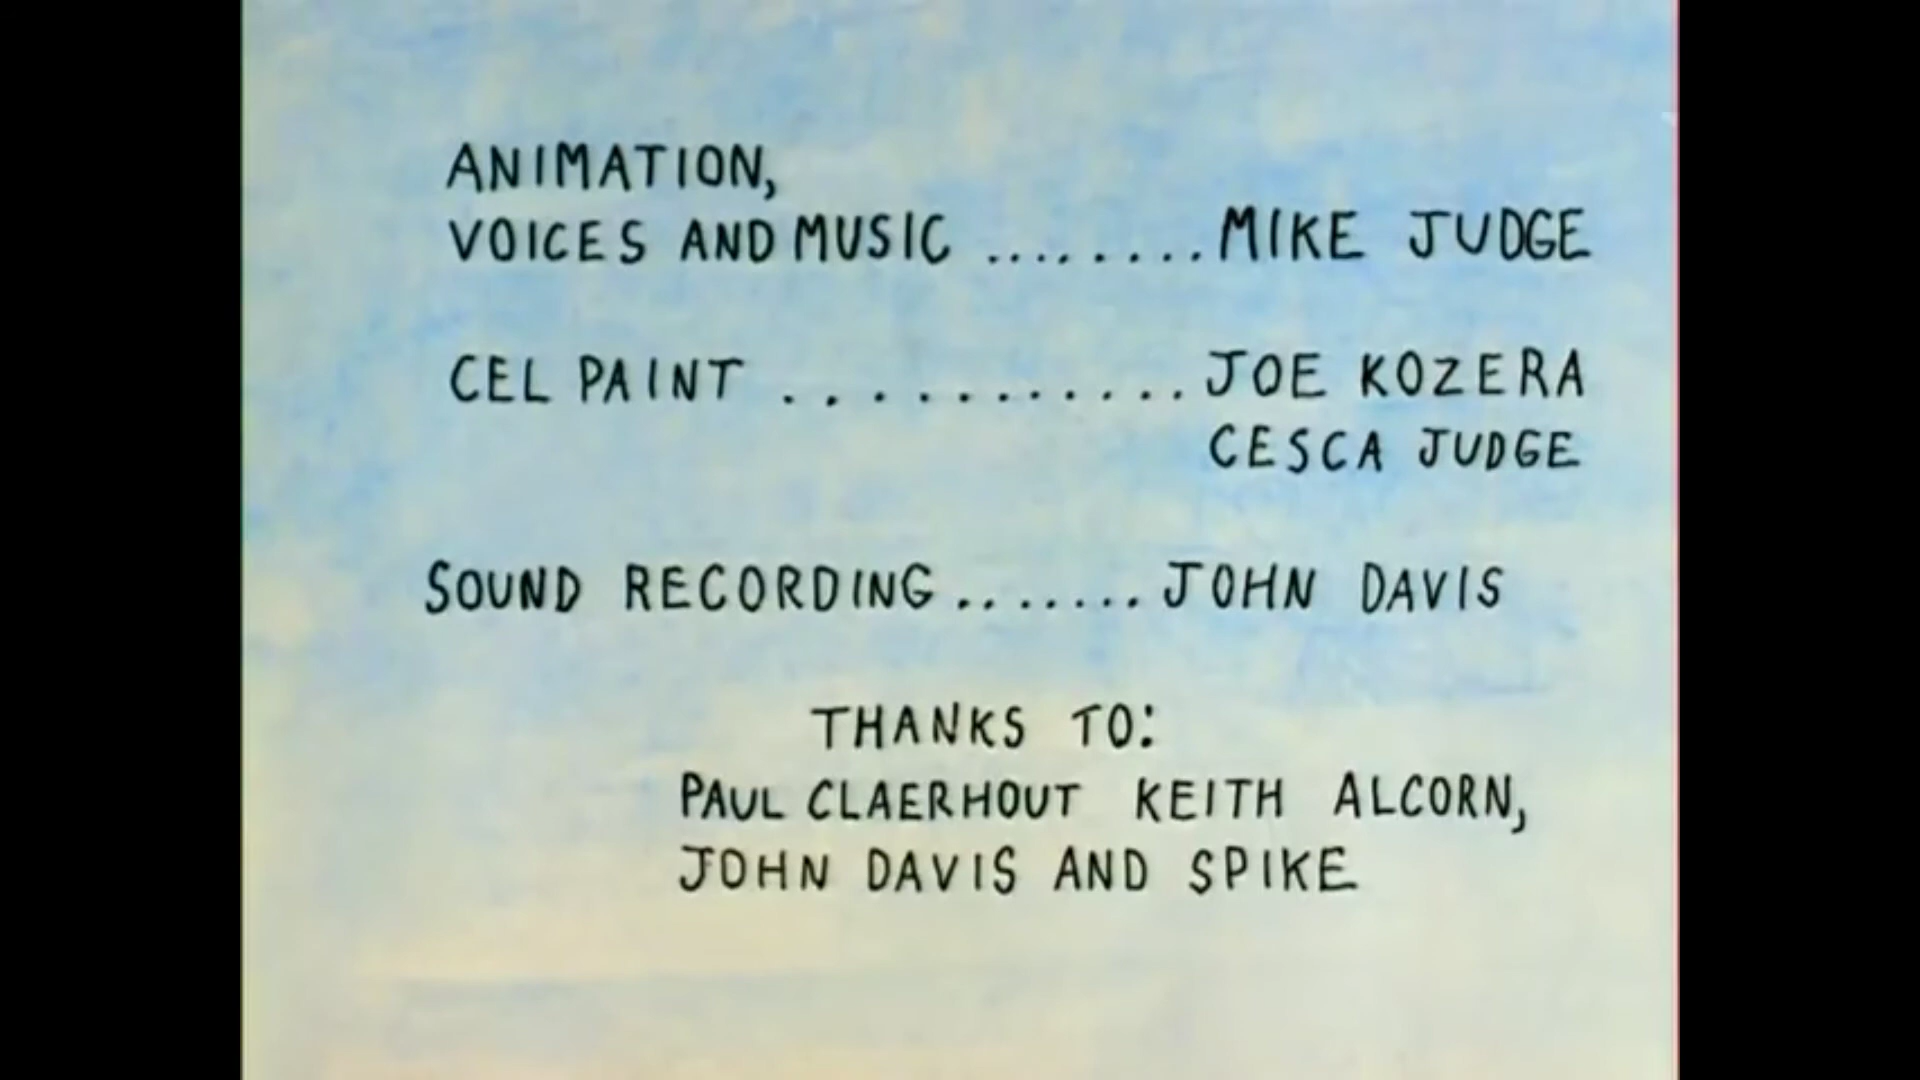 ANIMATION,
VOICES AND MUSIC ........MIKE JUDGE
CEL PAINT ...........JOE KOZERA
CESCA JUDGE
SOUND RECORDING........JOHN DAVIS
THANKS TO:
PAUL CLAERHOUT KEITH ALCORN,
JOHN DAVIS AND SPIKE